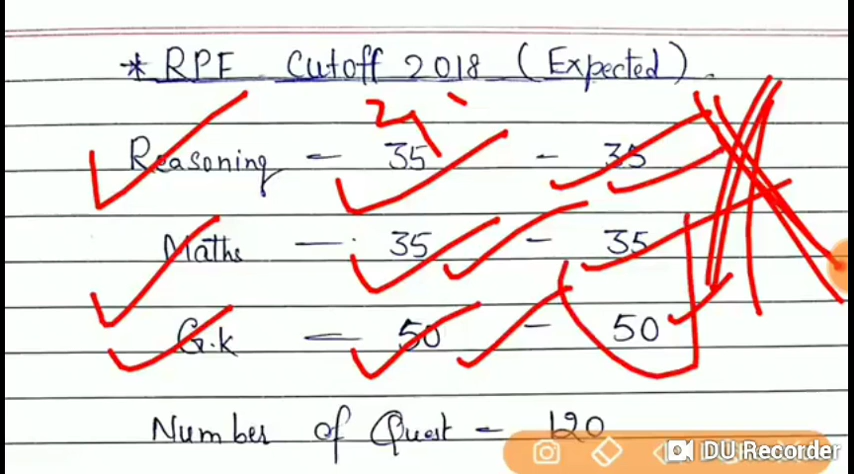 * RPF Cutoff 2018 (Expected).
Reasoning - 35 - 35
Maths - 35 - 35
G.k - 50 - 50
Number of Quest - 120
DU Recorder